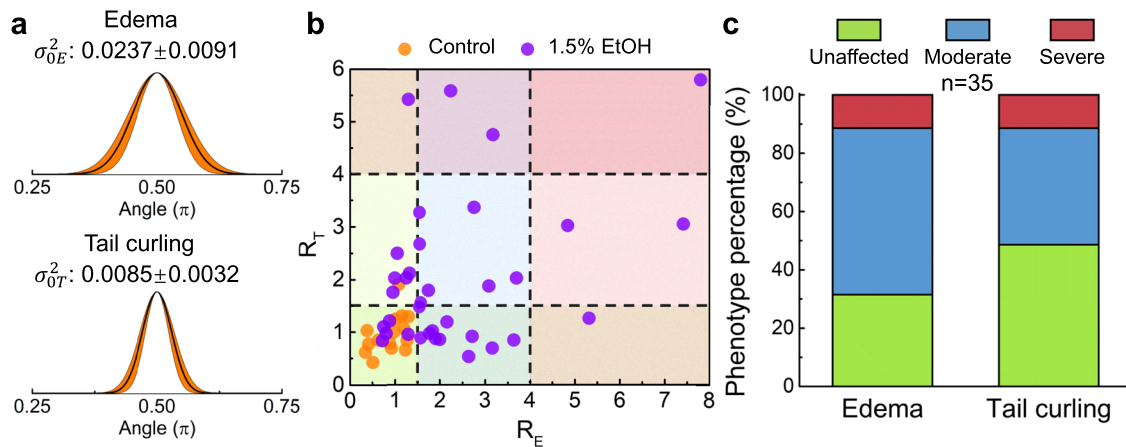 a
Edema
σ²0E: 0.0237±0.0091
0.25 0.50 0.75
Angle (π)
Tail curling
σ²0T: 0.0085±0.0032
0.25 0.50 0.75
Angle (π)
b
Control 1.5% EtOH
6
5
4
3
2
1
0
RT
0 1 2 3 4 5 6 7 8
RE
c
Unaffected Moderate Severe
n=35
100
80
60
40
20
0
Phenotype percentage (%)
Edema Tail curling